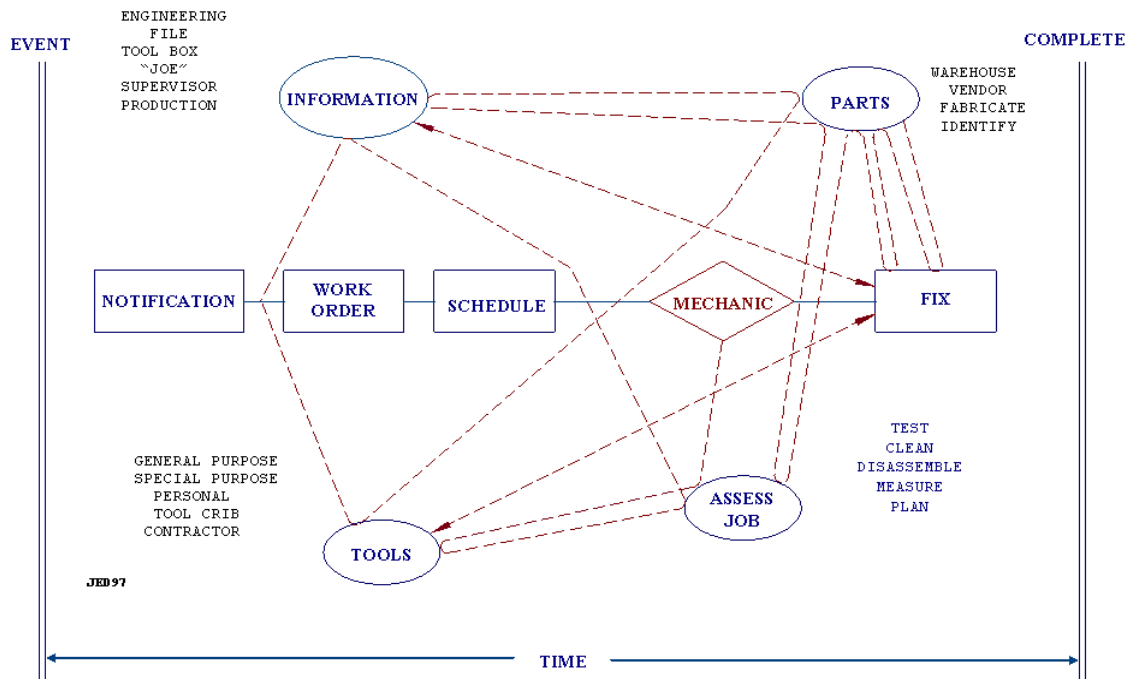 ENGINEERING
FILE
TOOL BOX
“JOE”
SUPERVISOR
PRODUCTION
EVENT
COMPLETE
INFORMATION
PARTS
WAREHOUSE
VENDOR
FABRICATE
IDENTIFY
NOTIFICATION
WORK
ORDER
SCHEDULE
MECHANIC
FIX
GENERAL PURPOSE
SPECIAL PURPOSE
PERSONAL
TOOL CRIB
CONTRACTOR
TOOLS
ASSESS
JOB
TEST
CLEAN
DISASSEMBLE
MEASURE
PLAN
JED97
TIME